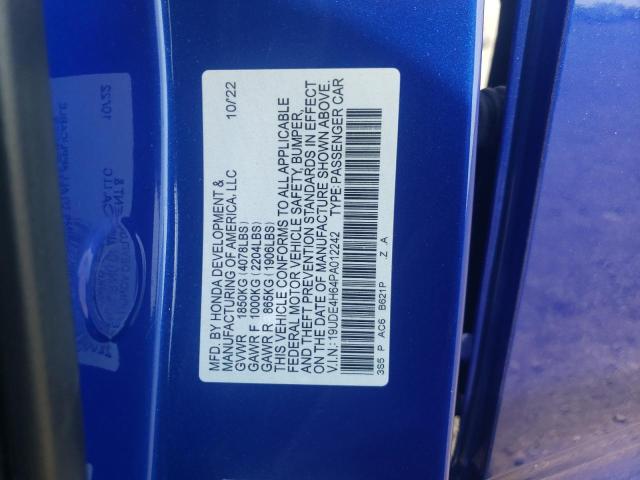 MFD. BY HONDA DEVELOPMENT & 10/22
MANUFACTURING OF AMERICA, LLC
GVWR 1850KG (4078LBS)
GAWR F 1000KG (2204LBS)
GAWR R 865KG (1906LBS)
THIS VEHICLE CONFORMS TO ALL APPLICABLE
FEDERAL MOTOR VEHICLE SAFETY, BUMPER,
AND THEFT PREVENTION STANDARDS IN EFFECT
ON THE DATE OF MANUFACTURE SHOWN ABOVE.
V.I.N.:19UDE4H64PA012242 TYPE:PASSENGER CAR
3S5 P AC6 B621P Z A
10/22